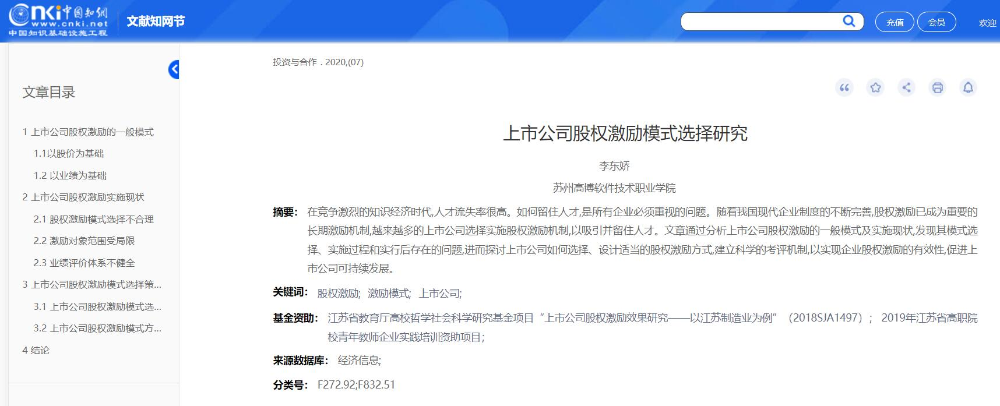 cnki中国知网
www.cnki.net
中国知识基础设施工程
文献知网节
充值
会员
欢迎
文章目录
1 上市公司股权激励的一般模式
1.1以股价为基础
1.2 以业绩为基础
2 上市公司股权激励实施现状
2.1 股权激励模式选择不合理
2.2 激励对象范围受局限
2.3 业绩评价体系不健全
3 上市公司股权激励模式选择策...
3.1 上市公司股权激励模式选...
3.2 上市公司股权激励模式方...
4 结论
投资与合作 . 2020,(07)
上市公司股权激励模式选择研究
李东娇
苏州高博软件技术职业学院
摘要： 在竞争激烈的知识经济时代,人才流失率很高。如何留住人才,是所有企业必须重视的问题。随着我国现代企业制度的不断完善,股权激励已成为重要的
长期激励机制,越来越多的上市公司选择实施股权激励机制,以吸引并留住人才。文章通过分析上市公司股权激励的一般模式及实施现状,发现其模式选
择、实施过程和实行后存在的问题,进而探讨上市公司如何选择、设计适当的股权激励方式,建立科学的考评机制,以实现企业股权激励的有效性,促进上
市公司可持续发展。
关键词： 股权激励; 激励模式; 上市公司;
基金资助： 江苏省教育厅高校哲学社会科学研究基金项目“上市公司股权激励效果研究——以江苏制造业为例”（2018SJA1497）； 2019年江苏省高职院
校青年教师企业实践培训资助项目；
来源数据库： 经济信息;
分类号： F272.92;F832.51